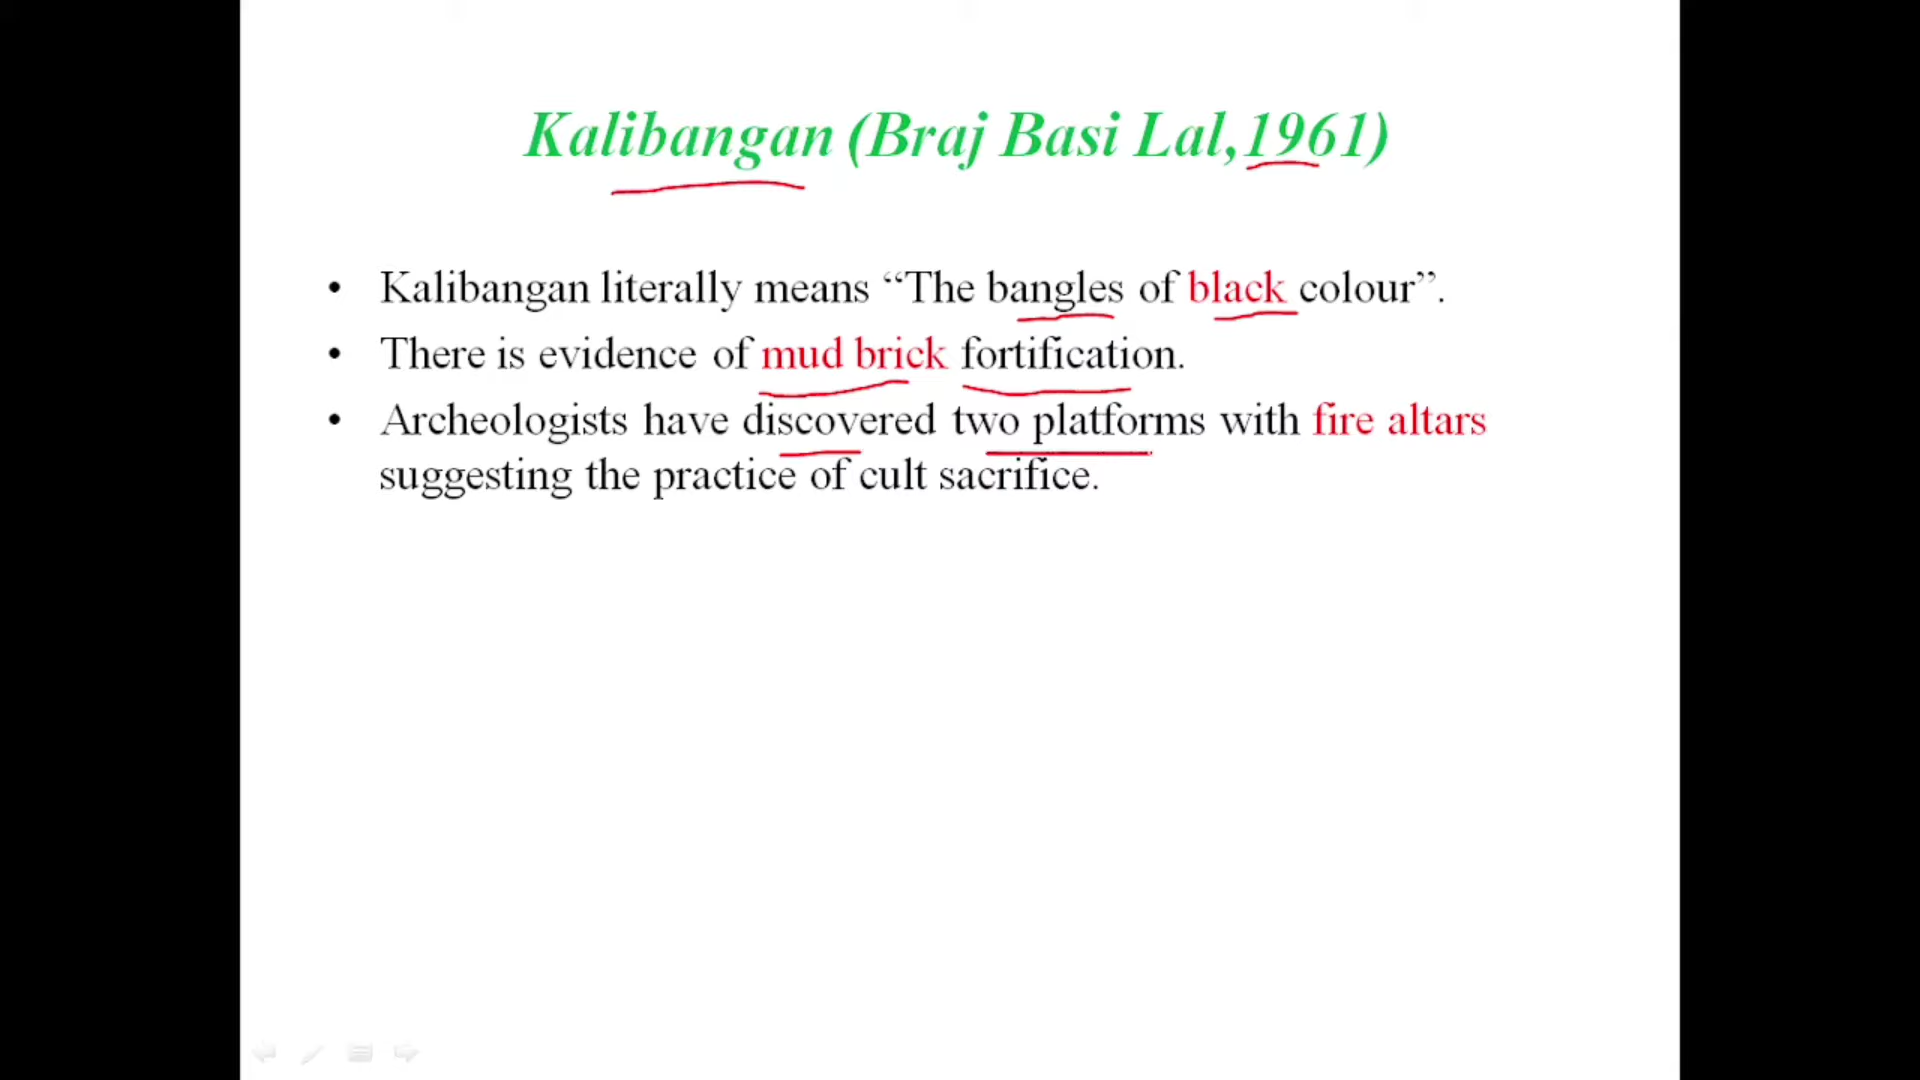 Kalibangan (Braj Basi Lal,1961)
• Kalibangan literally means “The bangles of black colour”.
• There is evidence of mud brick fortification.
• Archeologists have discovered two platforms with fire altars
suggesting the practice of cult sacrifice.